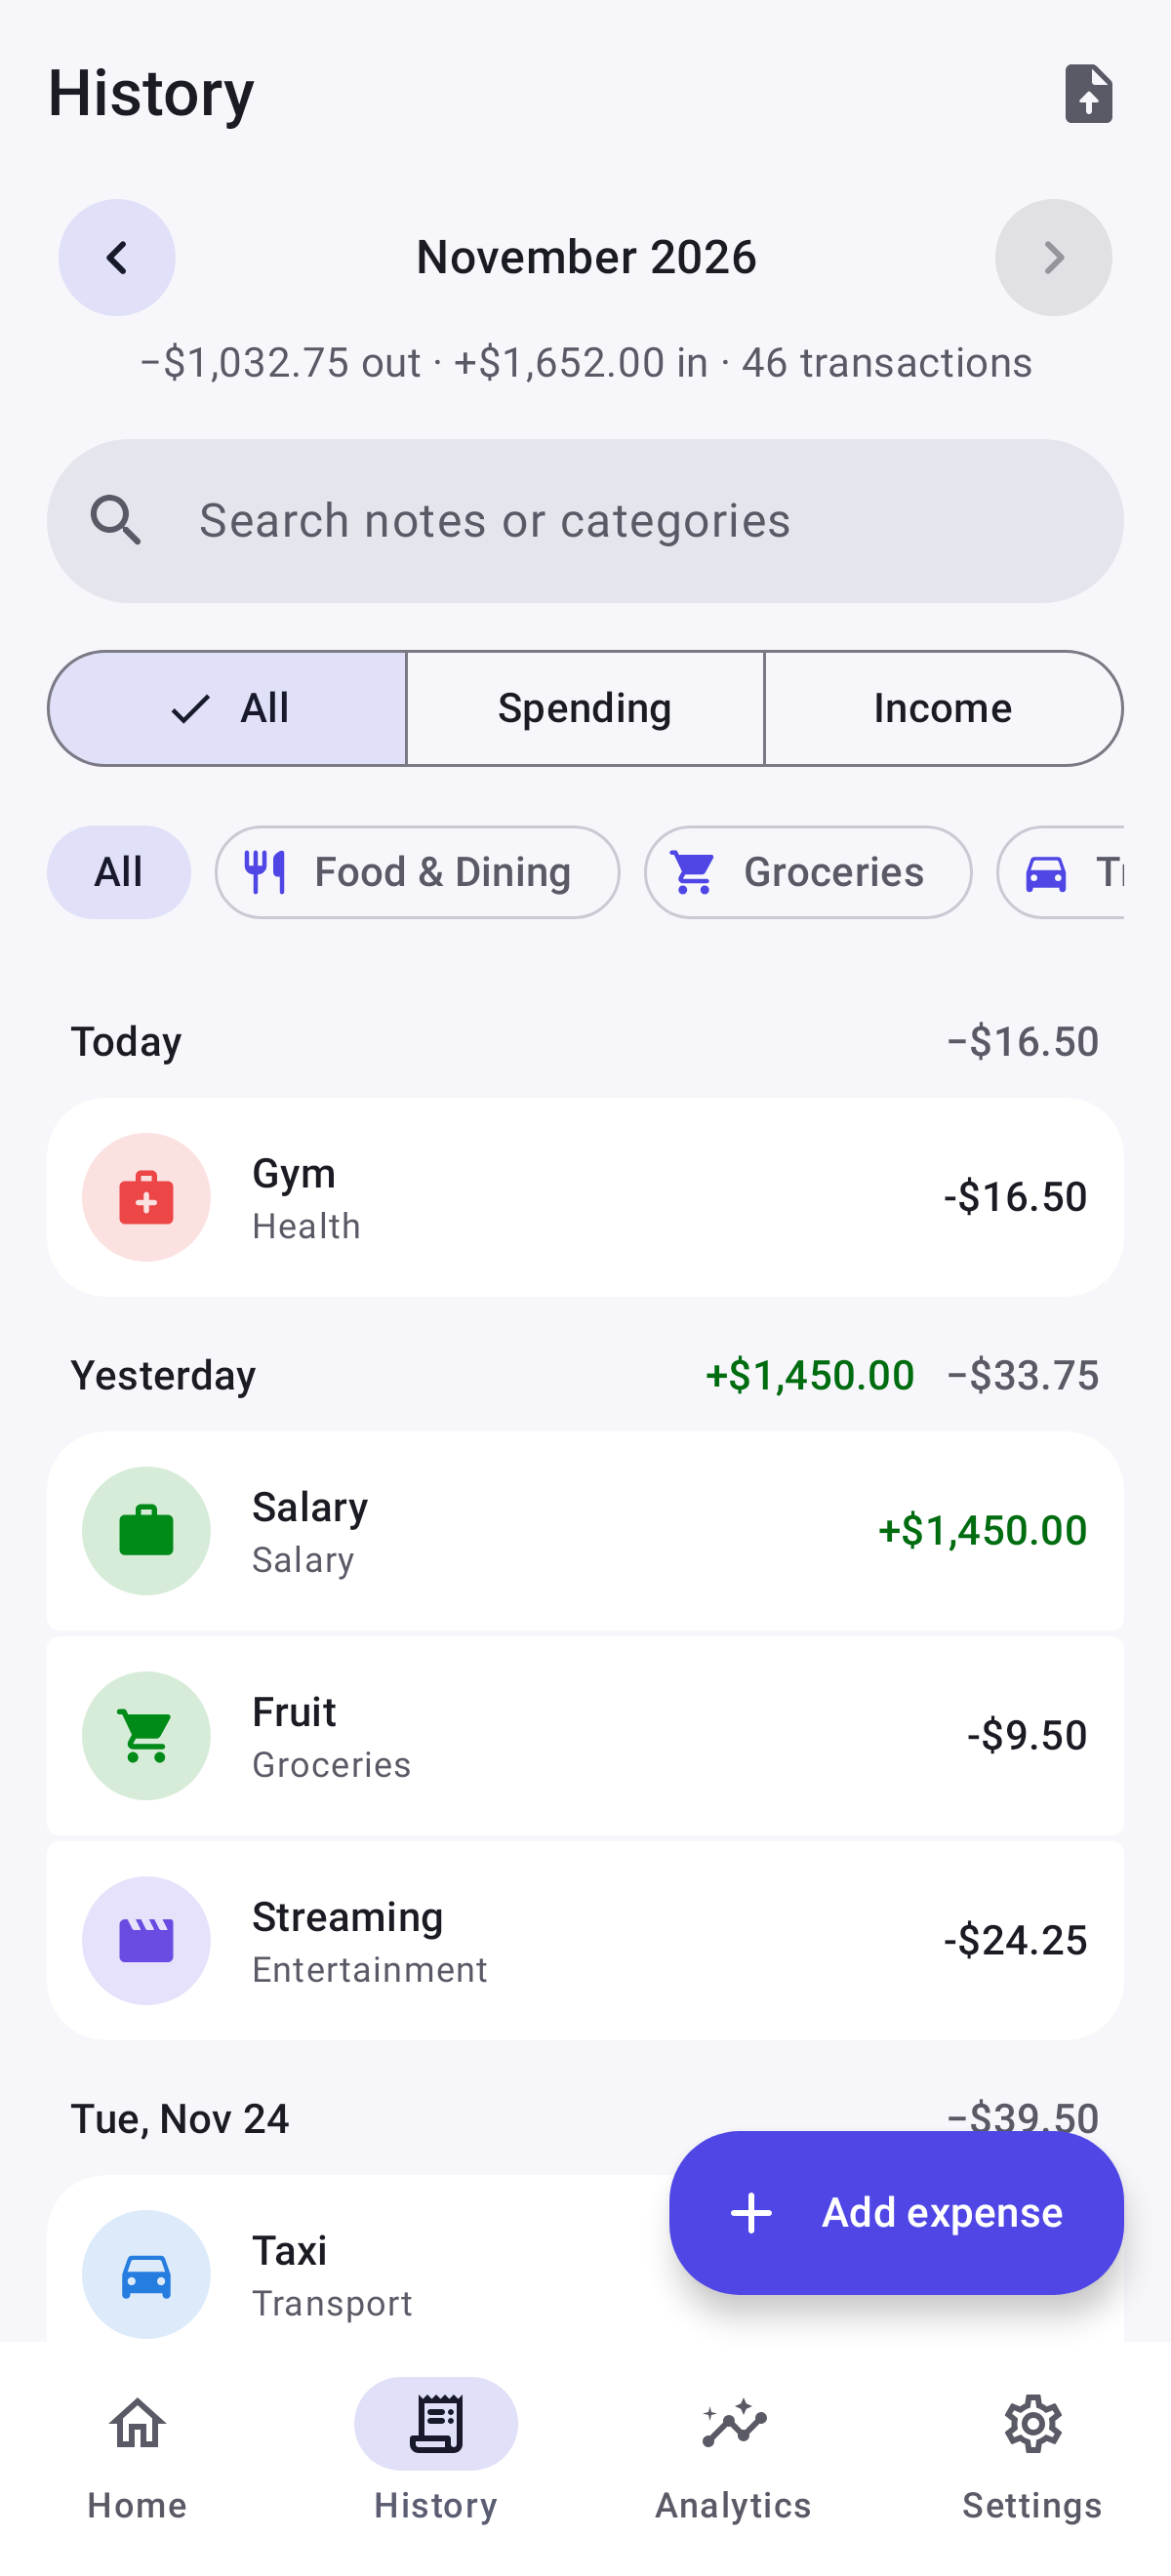 History
November 2026
−$1,032.75 out · +$1,652.00 in · 46 transactions
Search notes or categories
All
Spending
Income
All
Food & Dining
Groceries
Today
−$16.50
Gym
Health
-$16.50
Yesterday
+$1,450.00 −$33.75
Salary
Salary
+$1,450.00
Fruit
Groceries
-$9.50
Streaming
Entertainment
-$24.25
Tue, Nov 24
−$39.50
Add expense
Taxi
Transport
Home
History
Analytics
Settings